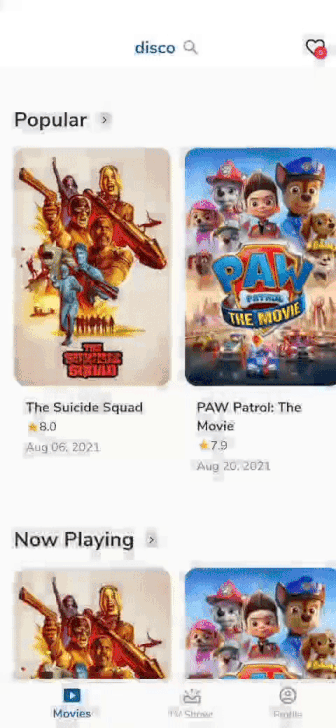 disco
0
Popular >
THE
SUICIDE
SQUAD
PAW
PATROL
THE MOVIE
The Suicide Squad
8.0
Aug 06, 2021
PAW Patrol: The
Movie
7.9
Aug 20, 2021
Now Playing >
Movies
TV Shows
Profile